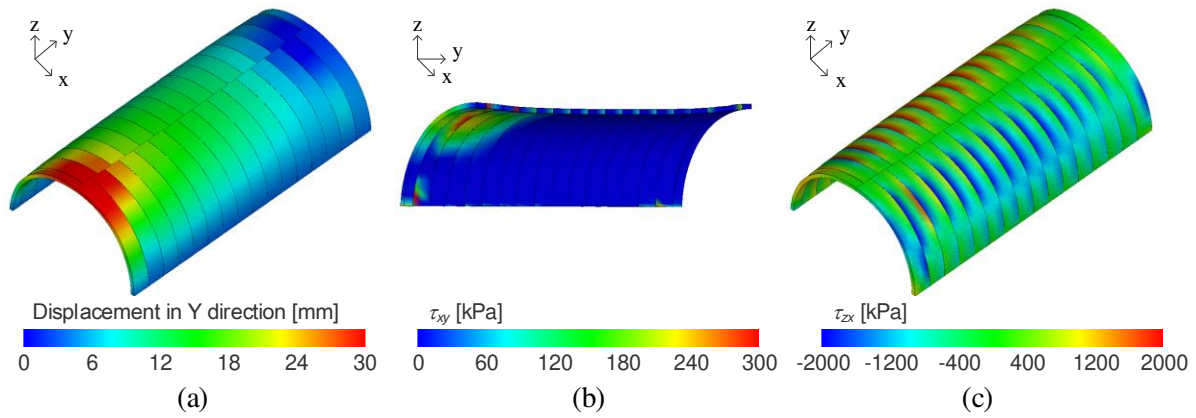 z
y
x
z
y
x
z
y
x
Displacement in Y direction [mm]
0 6 12 18 24 30
(a)
τxy [kPa]
0 60 120 180 240 300
(b)
τzx [kPa]
-2000 -1200 -400 400 1200 2000
(c)